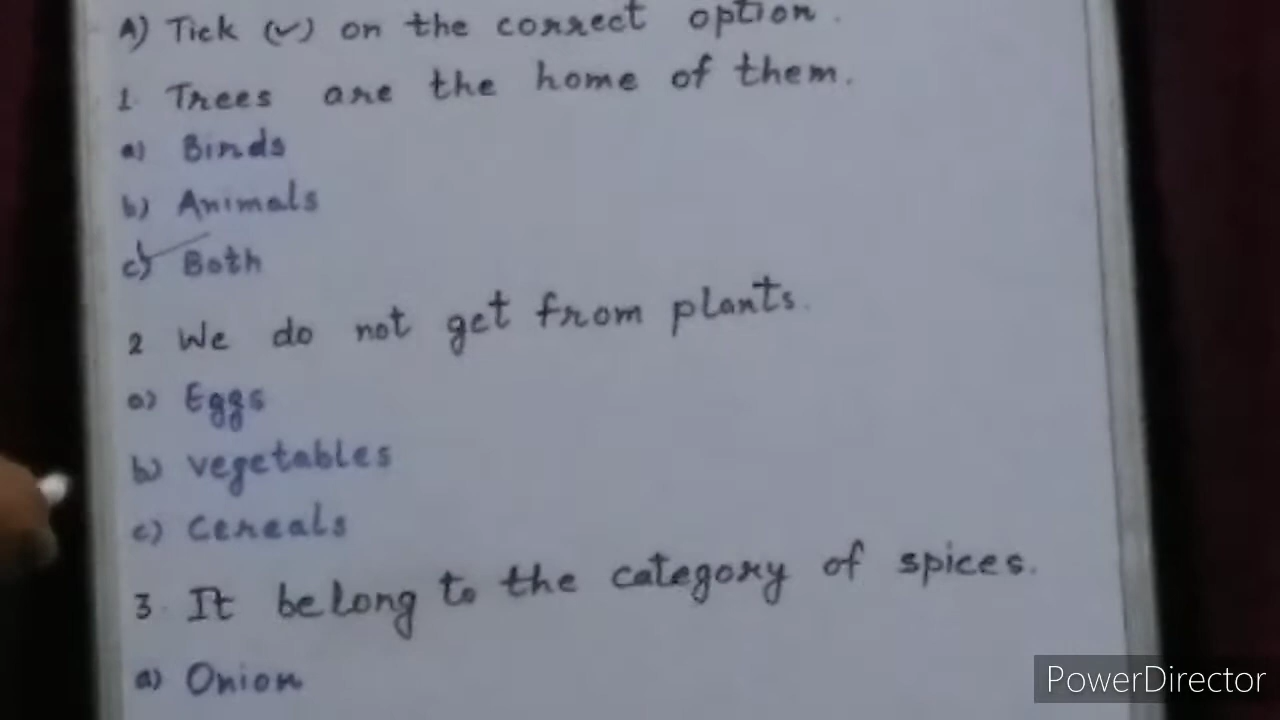 A) Tick (✓) on the correct option.
1. Trees are the home of them.
a) Birds
b) Animals
c) Both
2 We do not get from plants.
a) Eggs
b) vegetables
c) Cereals
3. It belong to the category of spices.
a) Onion
PowerDirector